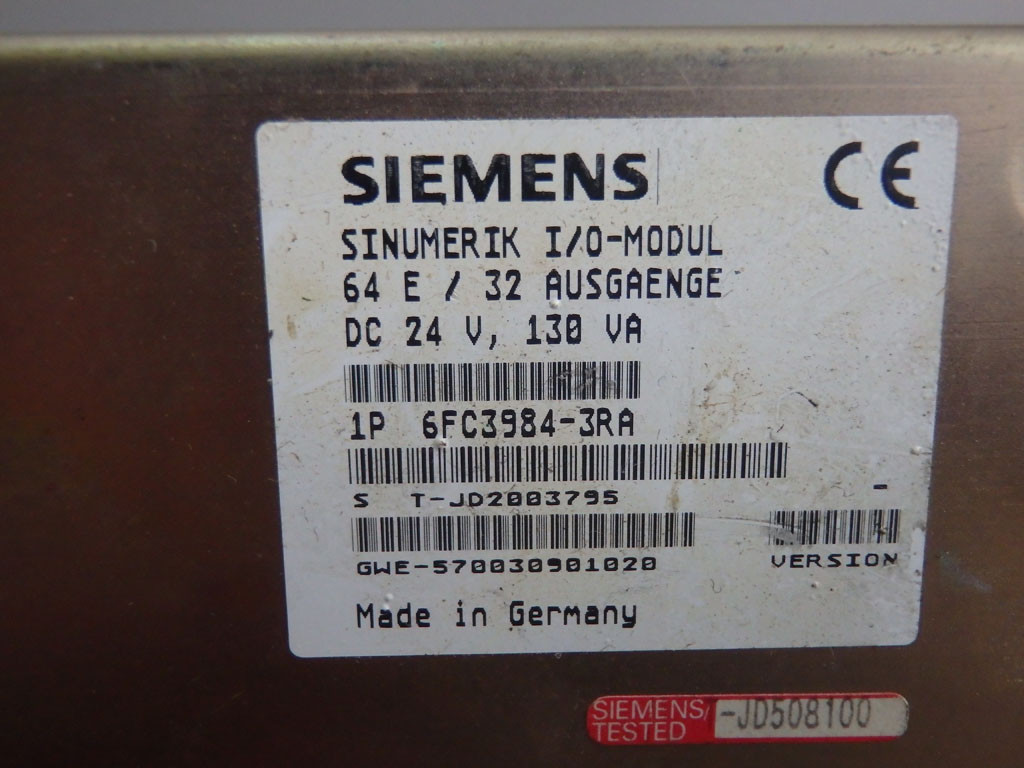 SIEMENS
CE
SINUMERIK I/O-MODUL
64 E / 32 AUSGAENGE
DC 24 V, 130 VA
1P 6FC3984-3RA
S T-JD2003795
-
GWE-570030901020
VERSION
Made in Germany
SIEMENS/
TESTED
-JD508100